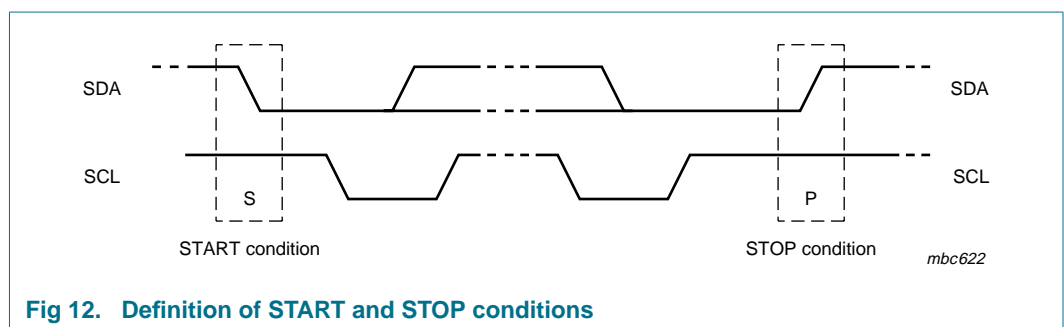 SDA
SDA
SCL
SCL
S
P
START condition
STOP condition
mbc622
Fig 12. Definition of START and STOP conditions